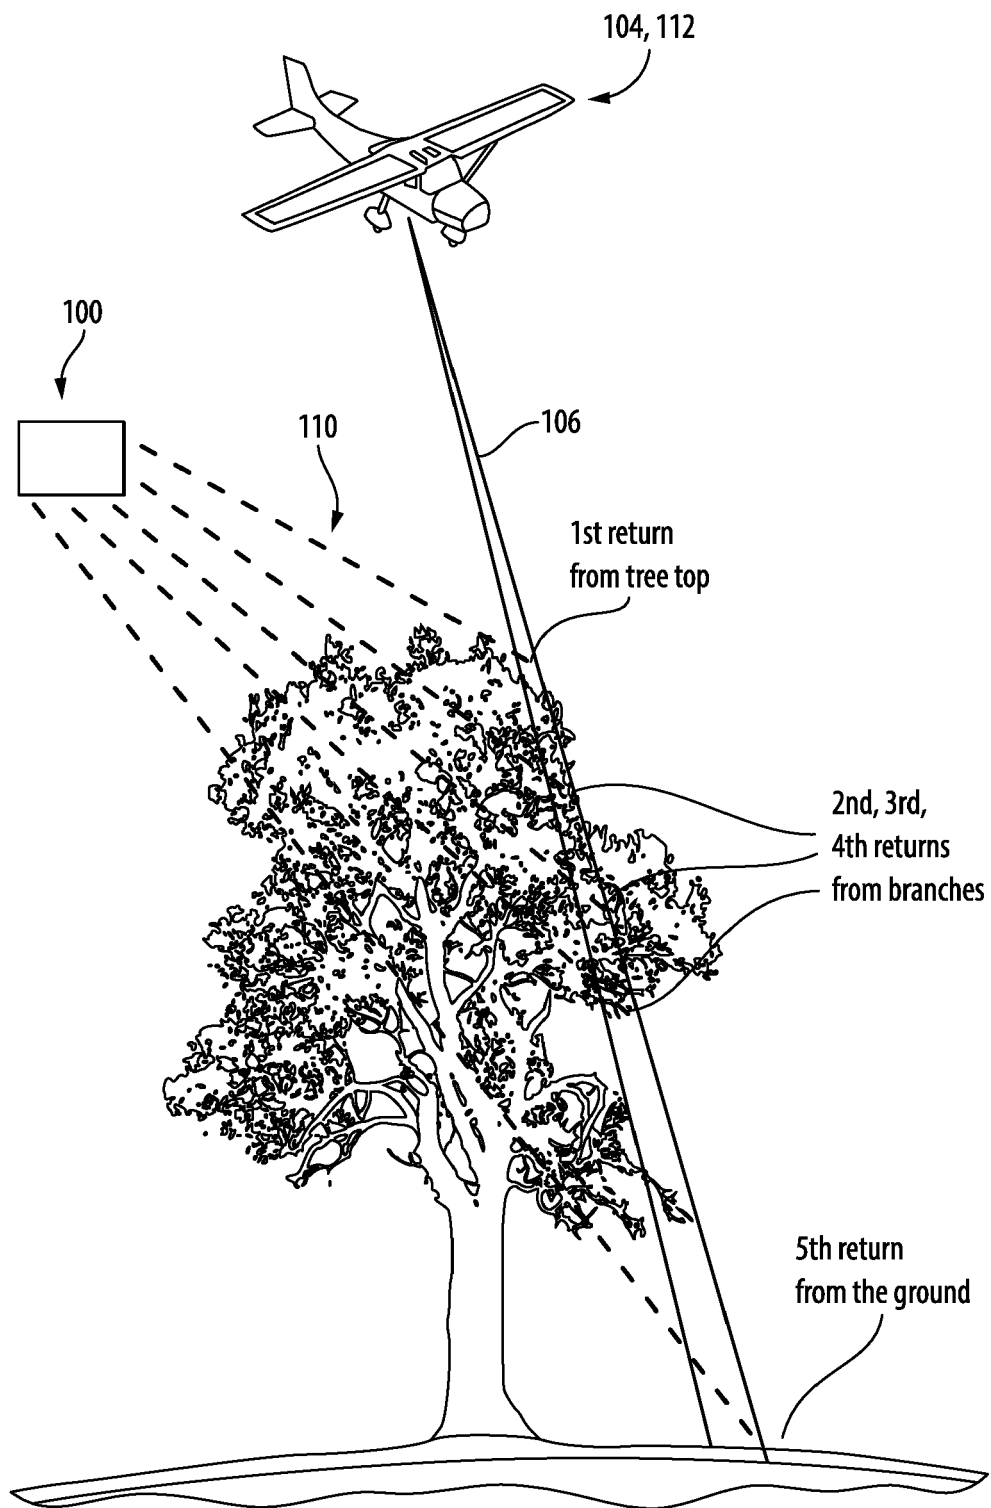 104, 112
100
110
106
1st return
from tree top
2nd, 3rd,
4th returns
from branches
5th return
from the ground